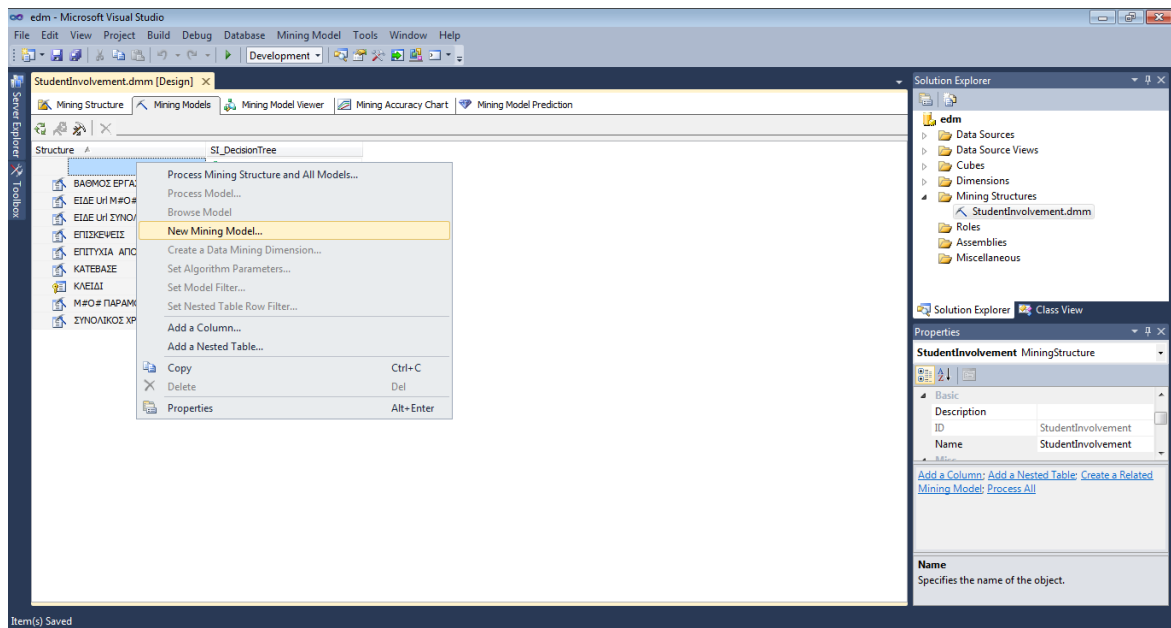 edm - Microsoft Visual Studio
File Edit View Project Build Debug Database Mining Model Tools Window Help
Development
StudentInvolvement.dmm [Design]
Mining Structure Mining Models Mining Model Viewer Mining Accuracy Chart Mining Model Prediction
Structure SI_DecisionTree
ΒΑΘΜΟΣ ΕΡΓΑΣ
ΕΙΔΕ Url Μ#Ο#
ΕΙΔΕ Url ΣΥΝΟΛ
ΕΠΙΣΚΕΨΕΙΣ
ΕΠΙΤΥΧΙΑ ΑΠΟ
ΚΑΤΕΒΑΣΕ
ΚΛΕΙΔΙ
Μ#Ο# ΠΑΡΑΜΟ
ΣΥΝΟΛΙΚΟΣ ΧΡ
Process Mining Structure and All Models...
Process Model...
Browse Model
New Mining Model...
Create a Data Mining Dimension...
Set Algorithm Parameters...
Set Model Filter...
Set Nested Table Row Filter...
Add a Column...
Add a Nested Table...
Copy Ctrl+C
Delete Del
Properties Alt+Enter
Server Explorer
Toolbox
Solution Explorer
edm
Data Sources
Data Source Views
Cubes
Dimensions
Mining Structures
StudentInvolvement.dmm
Roles
Assemblies
Miscellaneous
Solution Explorer Class View
Properties
StudentInvolvement MiningStructure
Basic
Description
ID StudentInvolvement
Name StudentInvolvement
Misc
Add a Column; Add a Nested Table; Create a Related
Mining Model; Process All
Name
Specifies the name of the object.
Item(s) Saved